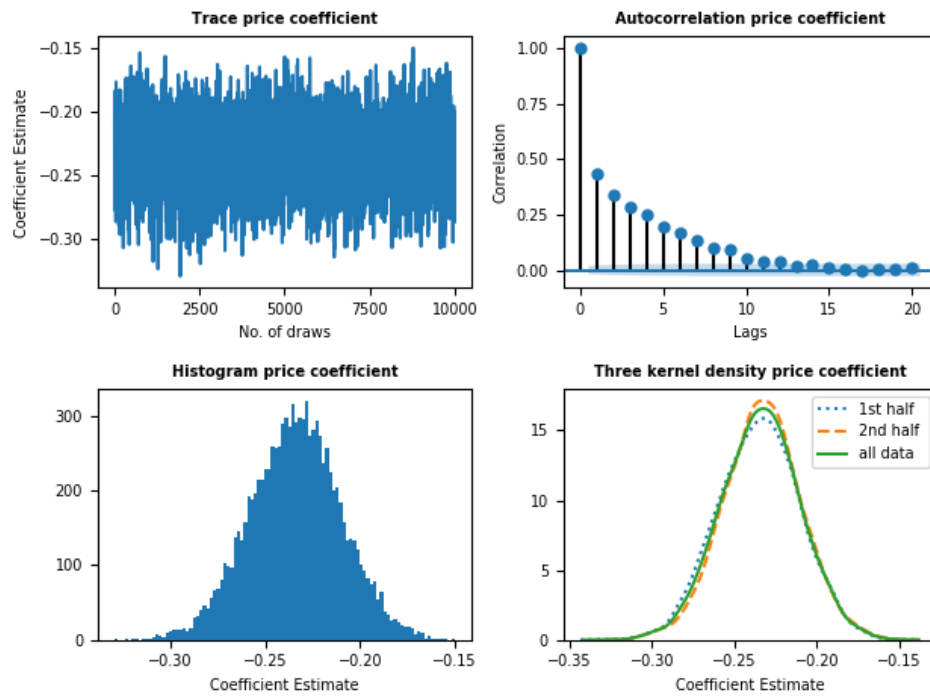 Trace price coefficient
Coefficient Estimate
−0.15
−0.20
−0.25
−0.30
0
2500
5000
7500
10000
No. of draws
Autocorrelation price coefficient
Correlation
1.00
0.75
0.50
0.25
0.00
0
5
10
15
20
Lags
Histogram price coefficient
300
200
100
0
−0.30
−0.25
−0.20
−0.15
Coefficient Estimate
Three kernel density price coefficient
1st half
2nd half
all data
15
10
5
0
−0.35
−0.30
−0.25
−0.20
−0.15
Coefficient Estimate